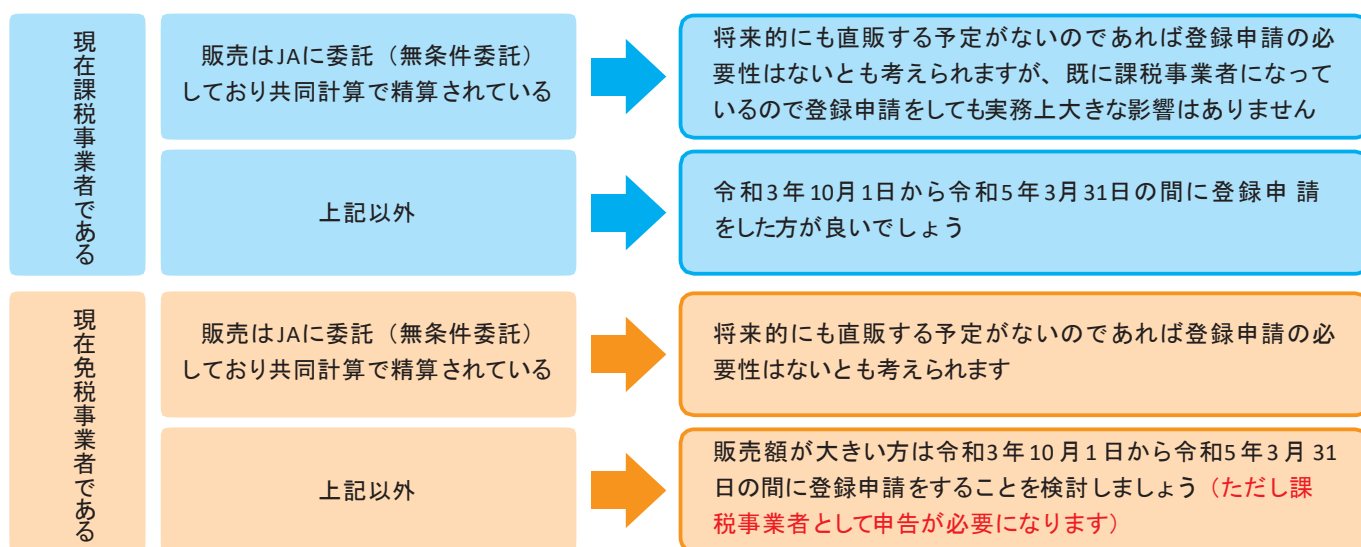 現在課税事業者である
販売はJAに委託（無条件委託）
しており共同計算で精算されている
将来的にも直販する予定がないのであれば登録申請の必
要性はないとも考えられますが、既に課税事業者になって
いるので登録申請をしても実務上大きな影響はありません
上記以外
令和3年10月1日から令和5年3月31日の間に登録申請
をした方が良いでしょう
現在免税事業者である
販売はJAに委託（無条件委託）
しており共同計算で精算されている
将来的にも直販する予定がないのであれば登録申請の必
要性はないとも考えられます
上記以外
販売額が大きい方は令和3年10月1日から令和5年3月31
日の間に登録申請をすることを検討しましょう（ただし課
税事業者として申告が必要になります）